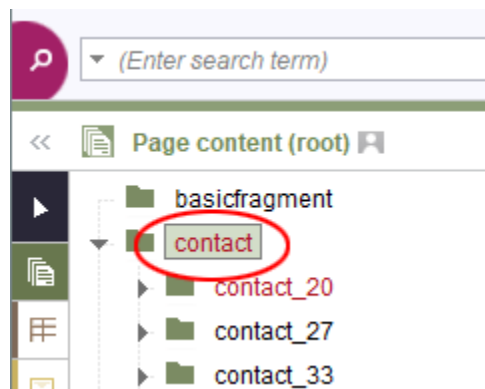 (Enter search term)
Page content (root)
basicfragment
contact
contact_20
contact_27
contact_33